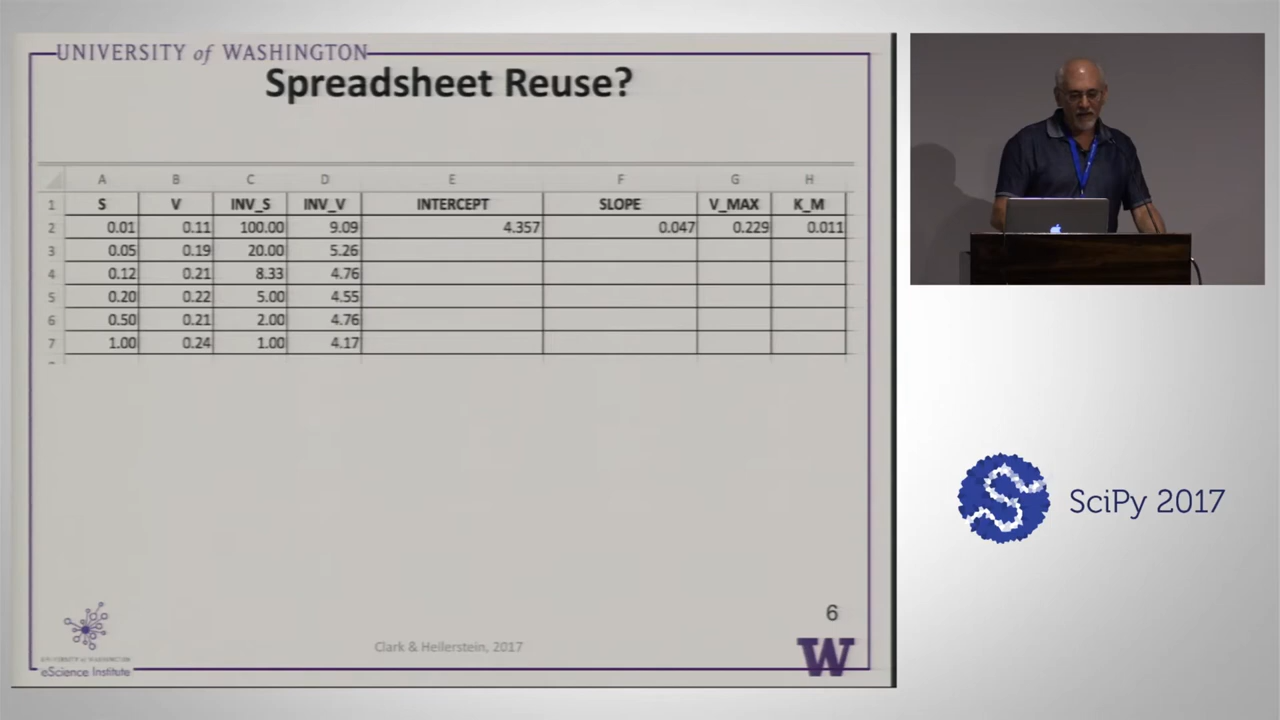 UNIVERSITY of WASHINGTON
Spreadsheet Reuse?
A B C D E F G H
1 S V INV_S INV_V INTERCEPT SLOPE V_MAX K_M
2 0.01 0.11 100.00 9.09 4.357 0.047 0.229 0.011
3 0.05 0.19 20.00 5.26
4 0.12 0.21 8.33 4.76
5 0.20 0.22 5.00 4.55
6 0.50 0.21 2.00 4.76
7 1.00 0.24 1.00 4.17
6
Clark & Hellerstein, 2017
W
UNIVERSITY of WASHINGTON
eScience Institute
SciPy 2017